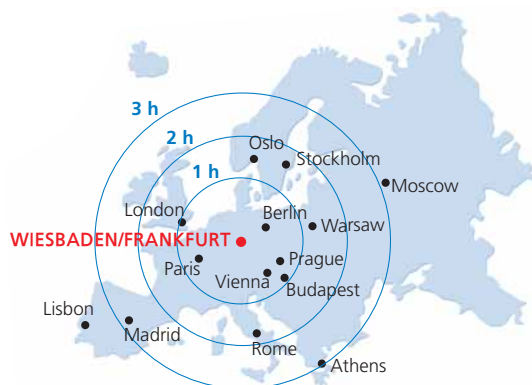 3 h
2 h
Oslo
Stockholm
1 h
Moscow
London
Berlin
Warsaw
WIESBADEN/FRANKFURT
Paris
Prague
Vienna
Budapest
Lisbon
Madrid
Rome
Athens